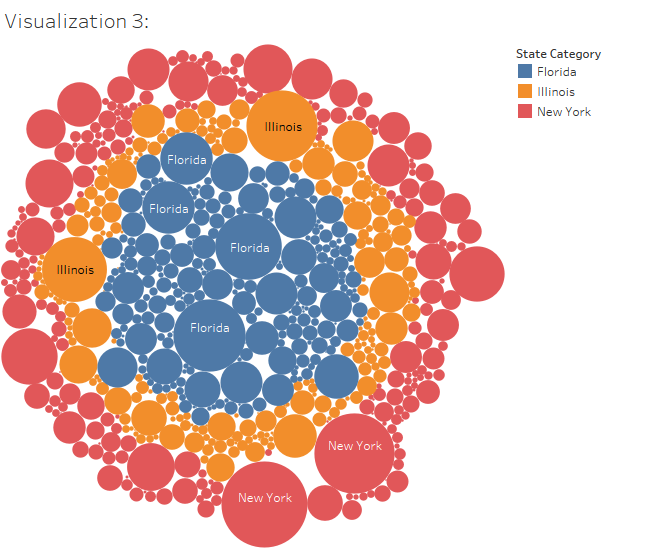 Visualization 3:
State Category
Florida
Illinois
New York
Illinois
Florida
Florida
Florida
Illinois
Florida
New York
New York